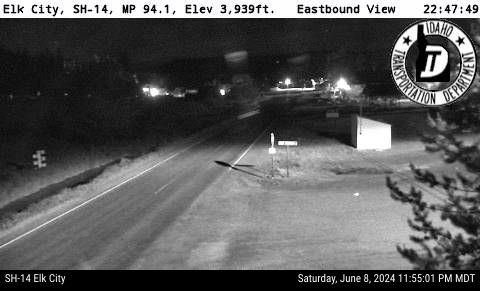 Elk City, SH-14, MP 94.1, Elev 3,939ft. Eastbound View 22:47:49
IDAHO
TRANSPORTATION DEPARTMENT
SH-14 Elk City Saturday, June 8, 2024 11:55:01 PM MDT